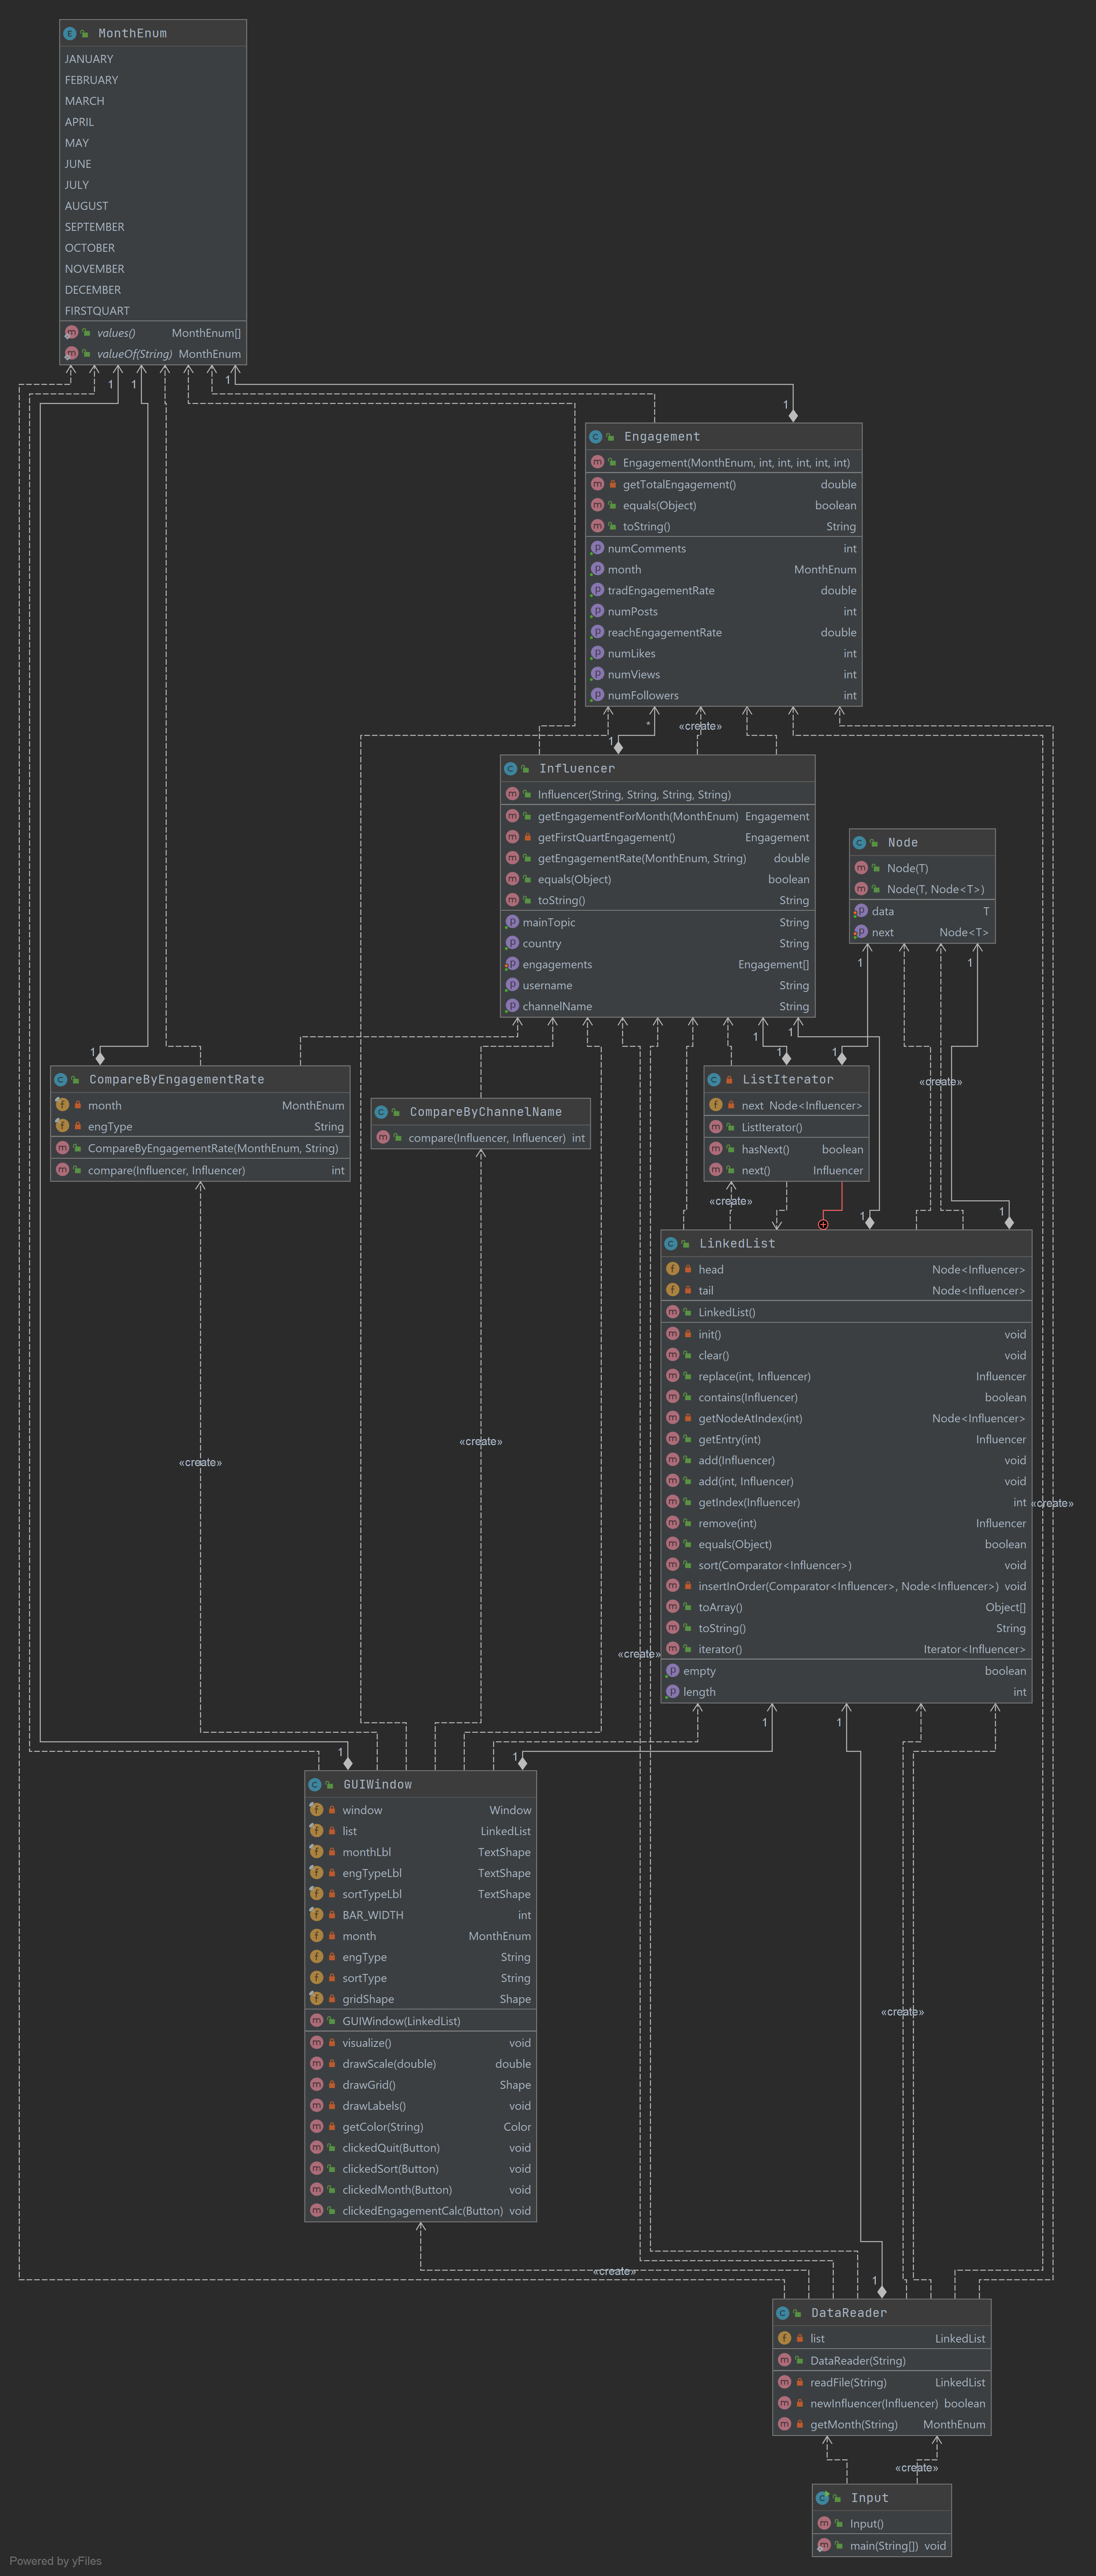 MonthEnum
JANUARY
FEBRUARY
MARCH
APRIL
MAY
JUNE
JULY
AUGUST
SEPTEMBER
OCTOBER
NOVEMBER
DECEMBER
FIRSTQUART
values() MonthEnum[]
valueOf(String) MonthEnum
1 1 1
1
Engagement
Engagement(MonthEnum, int, int, int, int, int)
getTotalEngagement() double
equals(Object) boolean
toString() String
numComments int
month MonthEnum
tradEngagementRate double
numPosts int
reachEngagementRate double
numLikes int
numViews int
numFollowers int
* «create»
1
Influencer
Influencer(String, String, String, String)
getEngagementForMonth(MonthEnum) Engagement
getFirstQuartEngagement() Engagement
getEngagementRate(MonthEnum, String) double
equals(Object) boolean
toString() String
mainTopic String
country String
engagements Engagement[]
username String
channelName String
Node
Node(T)
Node(T, Node<T>)
data T
next Node<T>
1 1
1 1
1 1 1
«create»
CompareByEngagementRate
month MonthEnum
engType String
CompareByEngagementRate(MonthEnum, String)
compare(Influencer, Influencer) int
CompareByChannelName
compare(Influencer, Influencer) int
ListIterator
next Node<Influencer>
ListIterator()
hasNext() boolean
next() Influencer
«create»
1 1
LinkedList
head Node<Influencer>
tail Node<Influencer>
LinkedList()
init() void
clear() void
replace(int, Influencer) Influencer
contains(Influencer) boolean
getNodeAtIndex(int) Node<Influencer>
getEntry(int) Influencer
add(Influencer) void
add(int, Influencer) void
getIndex(Influencer) int
remove(int) Influencer
equals(Object) boolean
sort(Comparator<Influencer>) void
insertInOrder(Comparator<Influencer>, Node<Influencer>) void
toArray() Object[]
toString() String
iterator() Iterator<Influencer>
empty boolean
length int
«create»
«create»
«create»
«create»
1 1
1 1
GUIWindow
window Window
list LinkedList
monthLbl TextShape
engTypeLbl TextShape
sortTypeLbl TextShape
BAR_WIDTH int
month MonthEnum
engType String
sortType String
gridShape Shape
GUIWindow(LinkedList)
visualize() void
drawScale(double) double
drawGrid() Shape
drawLabels() void
getColor(String) Color
clickedQuit(Button) void
clickedSort(Button) void
clickedMonth(Button) void
clickedEngagementCalc(Button) void
«create»
«create»
1
DataReader
list LinkedList
DataReader(String)
readFile(String) LinkedList
newInfluencer(Influencer) boolean
getMonth(String) MonthEnum
«create»
Input
Input()
main(String[]) void
Powered by yFiles